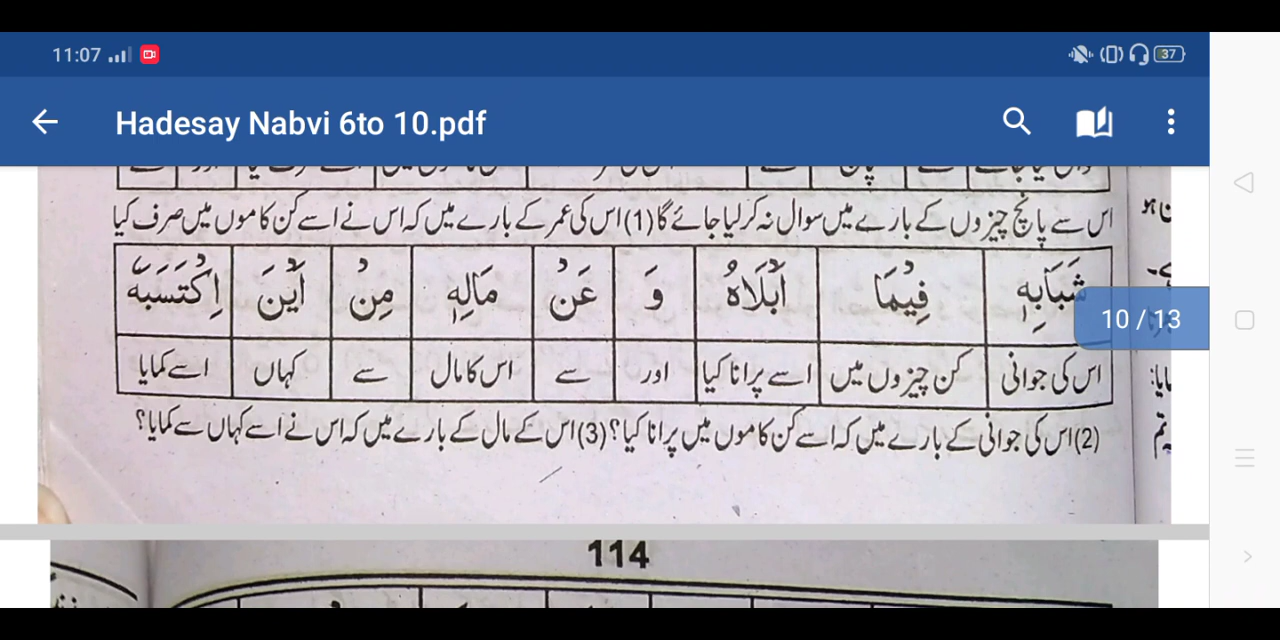 11:07
37
Hadesay Nabvi 6to 10.pdf
اس سے پانچ چیزوں کے بارے میں سوال نہ کر لیا جائے گا (1) اس کی عمر کے بارے میں کہ اس نے اسے کن کاموں میں صرف کیا
شَبَابِهٖ فِيْمَا أَبْلَاهُ وَ عَنْ مَالِهٖ مِنْ أَيْنَ اِكْتَسَبَهٗ
10 / 13
اس کی جوانی کن چیزوں میں اسے پرانا کیا اور سے اس کا مال سے کہاں اسے کمایا
(2) اس کی جوانی کے بارے میں کہ اسے کن کاموں میں پرانا کیا؟ (3) اس کے مال کے بارے میں کہ اس نے اسے کہاں سے کمایا؟
114